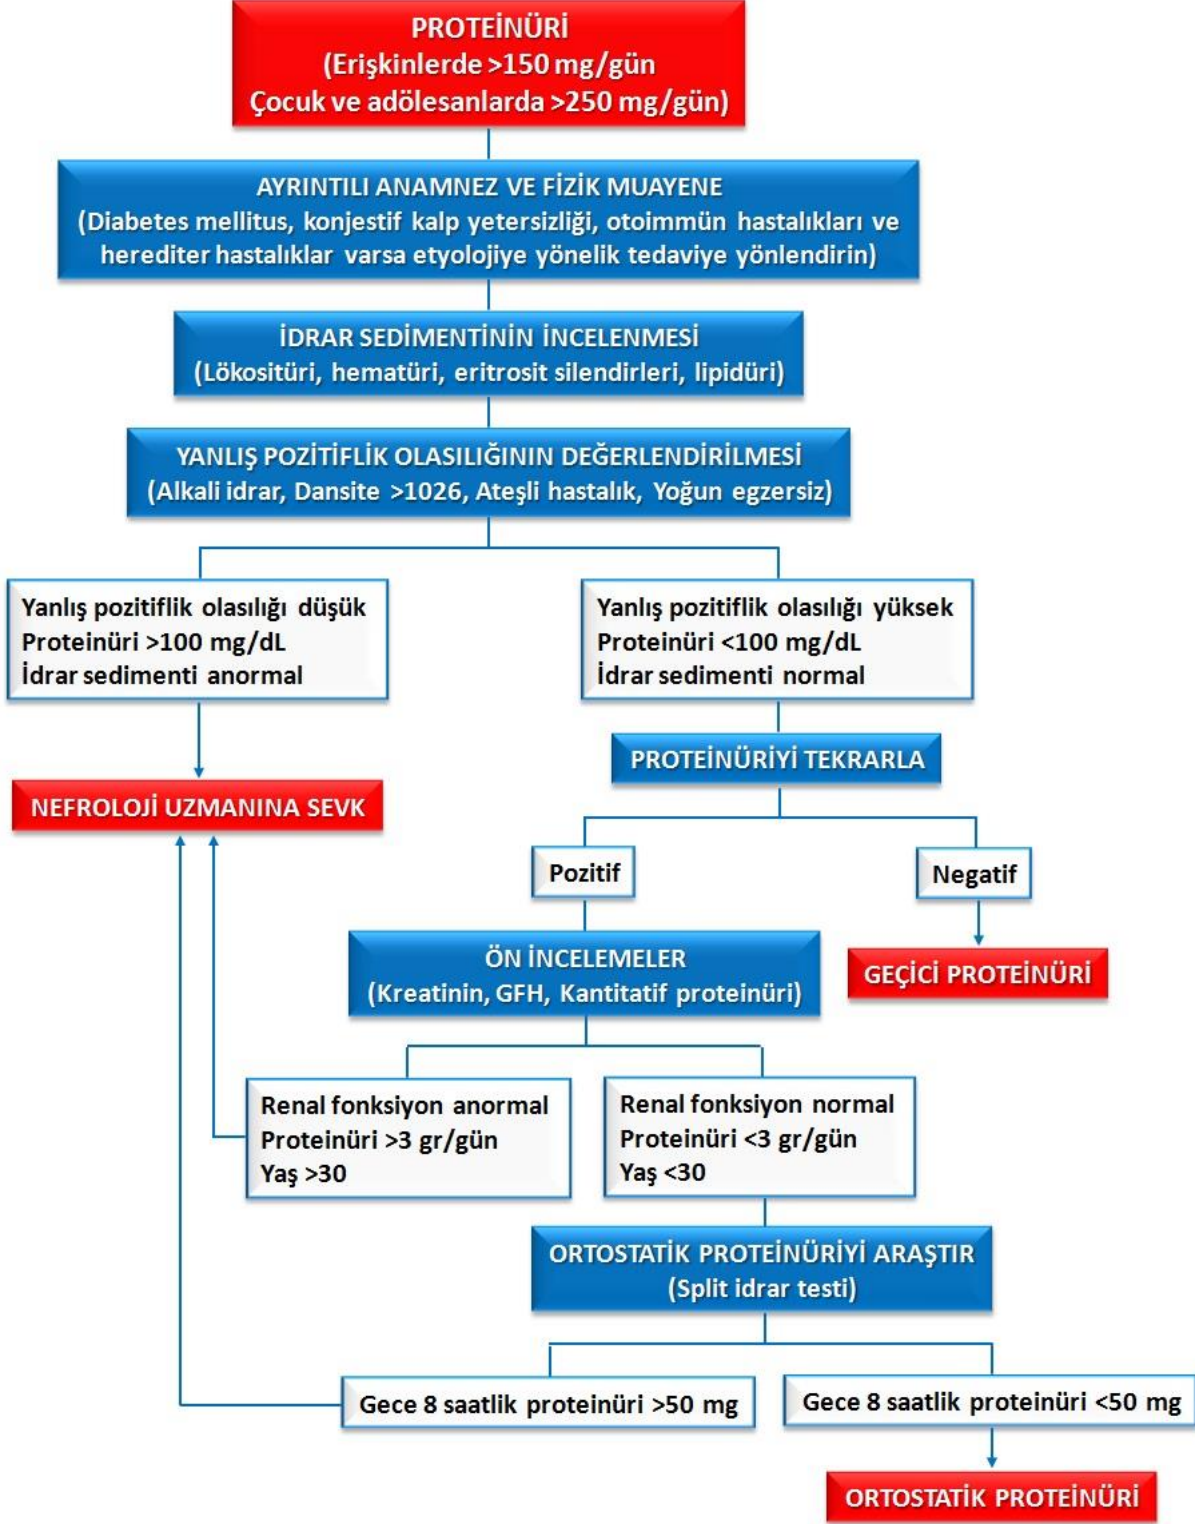 PROTEİNÜRİ
(Erişkinlerde >150 mg/gün
Çocuk ve adölesanlarda >250 mg/gün)
AYRINTILI ANAMNEZ VE FİZİK MUAYENE
(Diabetes mellitus, konjestif kalp yetersizliği, otoimmün hastalıkları ve
herediter hastalıklar varsa etyolojiye yönelik tedaviye yönlendirin)
İDRAR SEDİMENTİNİN İNCELENMESİ
(Lökositüri, hematüri, eritrosit silendirleri, lipidüri)
YANLIŞ POZİTİFLİK OLASILIĞININ DEĞERLENDİRİLMESİ
(Alkali idrar, Dansite >1026, Ateşli hastalık, Yoğun egzersiz)
Yanlış pozitiflik olasılığı düşük
Proteinüri >100 mg/dL
İdrar sedimenti anormal
Yanlış pozitiflik olasılığı yüksek
Proteinüri <100 mg/dL
İdrar sedimenti normal
PROTEİNÜRİYİ TEKRARLA
NEFROLOJİ UZMANINA SEVK
Pozitif
Negatif
ÖN İNCELEMELER
(Kreatinin, GFH, Kantitatif proteinüri)
GEÇİCİ PROTEİNÜRİ
Renal fonksiyon anormal
Proteinüri >3 gr/gün
Yaş >30
Renal fonksiyon normal
Proteinüri <3 gr/gün
Yaş <30
ORTOSTATİK PROTEİNÜRİYİ ARAŞTIR
(Split idrar testi)
Gece 8 saatlik proteinüri >50 mg
Gece 8 saatlik proteinüri <50 mg
ORTOSTATİK PROTEİNÜRİ